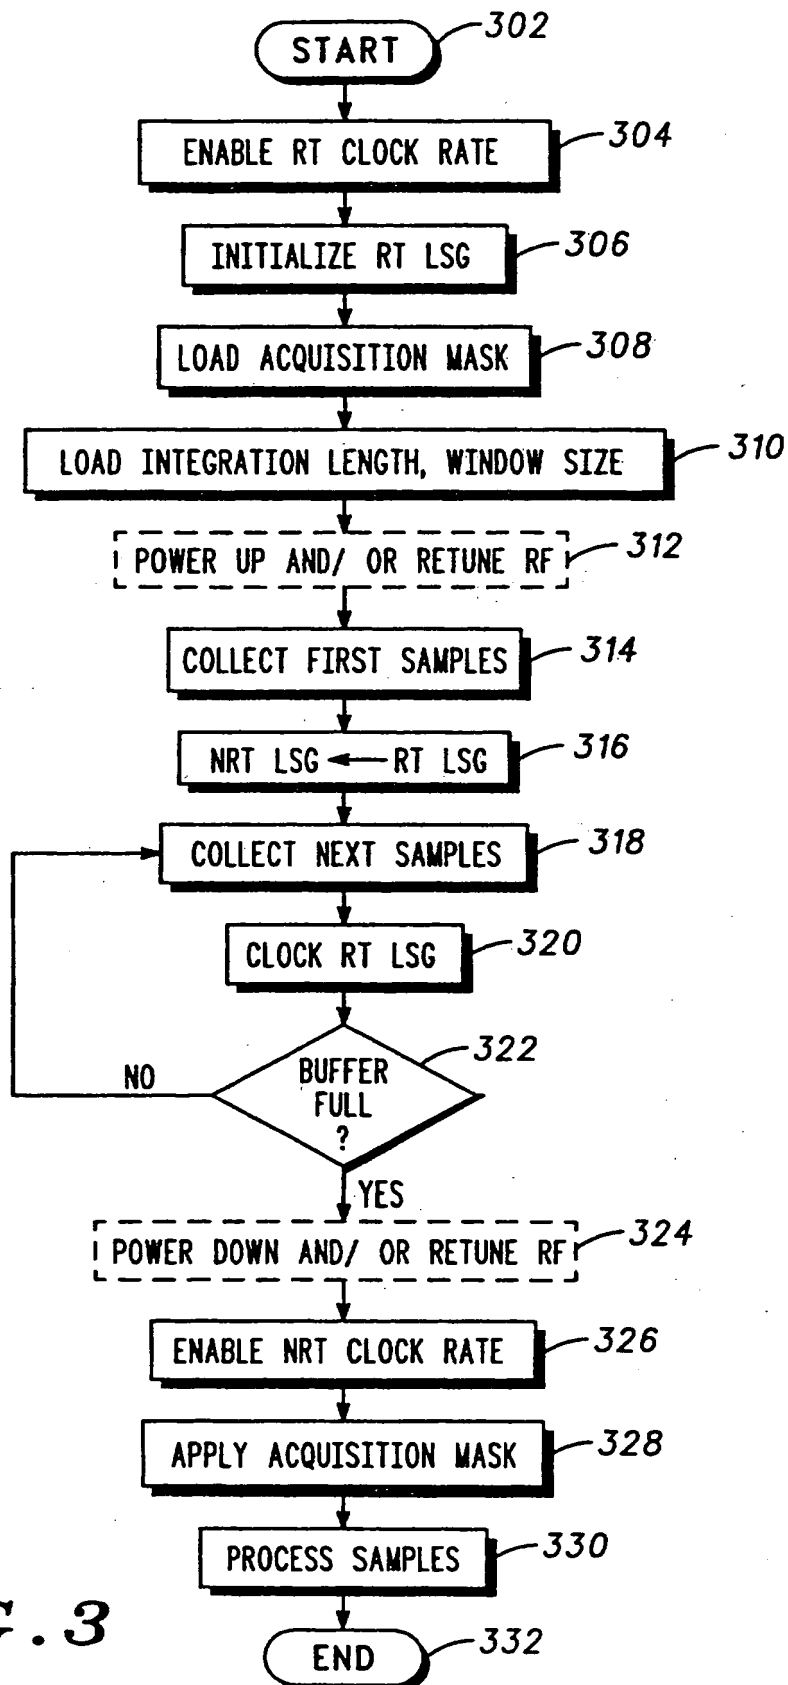 START 302
ENABLE RT CLOCK RATE 304
INITIALIZE RT LSG 306
LOAD ACQUISITION MASK 308
LOAD INTEGRATION LENGTH, WINDOW SIZE 310
POWER UP AND/ OR RETUNE RF 312
COLLECT FIRST SAMPLES 314
NRT LSG ← RT LSG 316
COLLECT NEXT SAMPLES 318
CLOCK RT LSG 320
322
BUFFER
NO
FULL
?
YES
POWER DOWN AND/ OR RETUNE RF 324
ENABLE NRT CLOCK RATE 326
APPLY ACQUISITION MASK 328
PROCESS SAMPLES 330
G.3
END 332